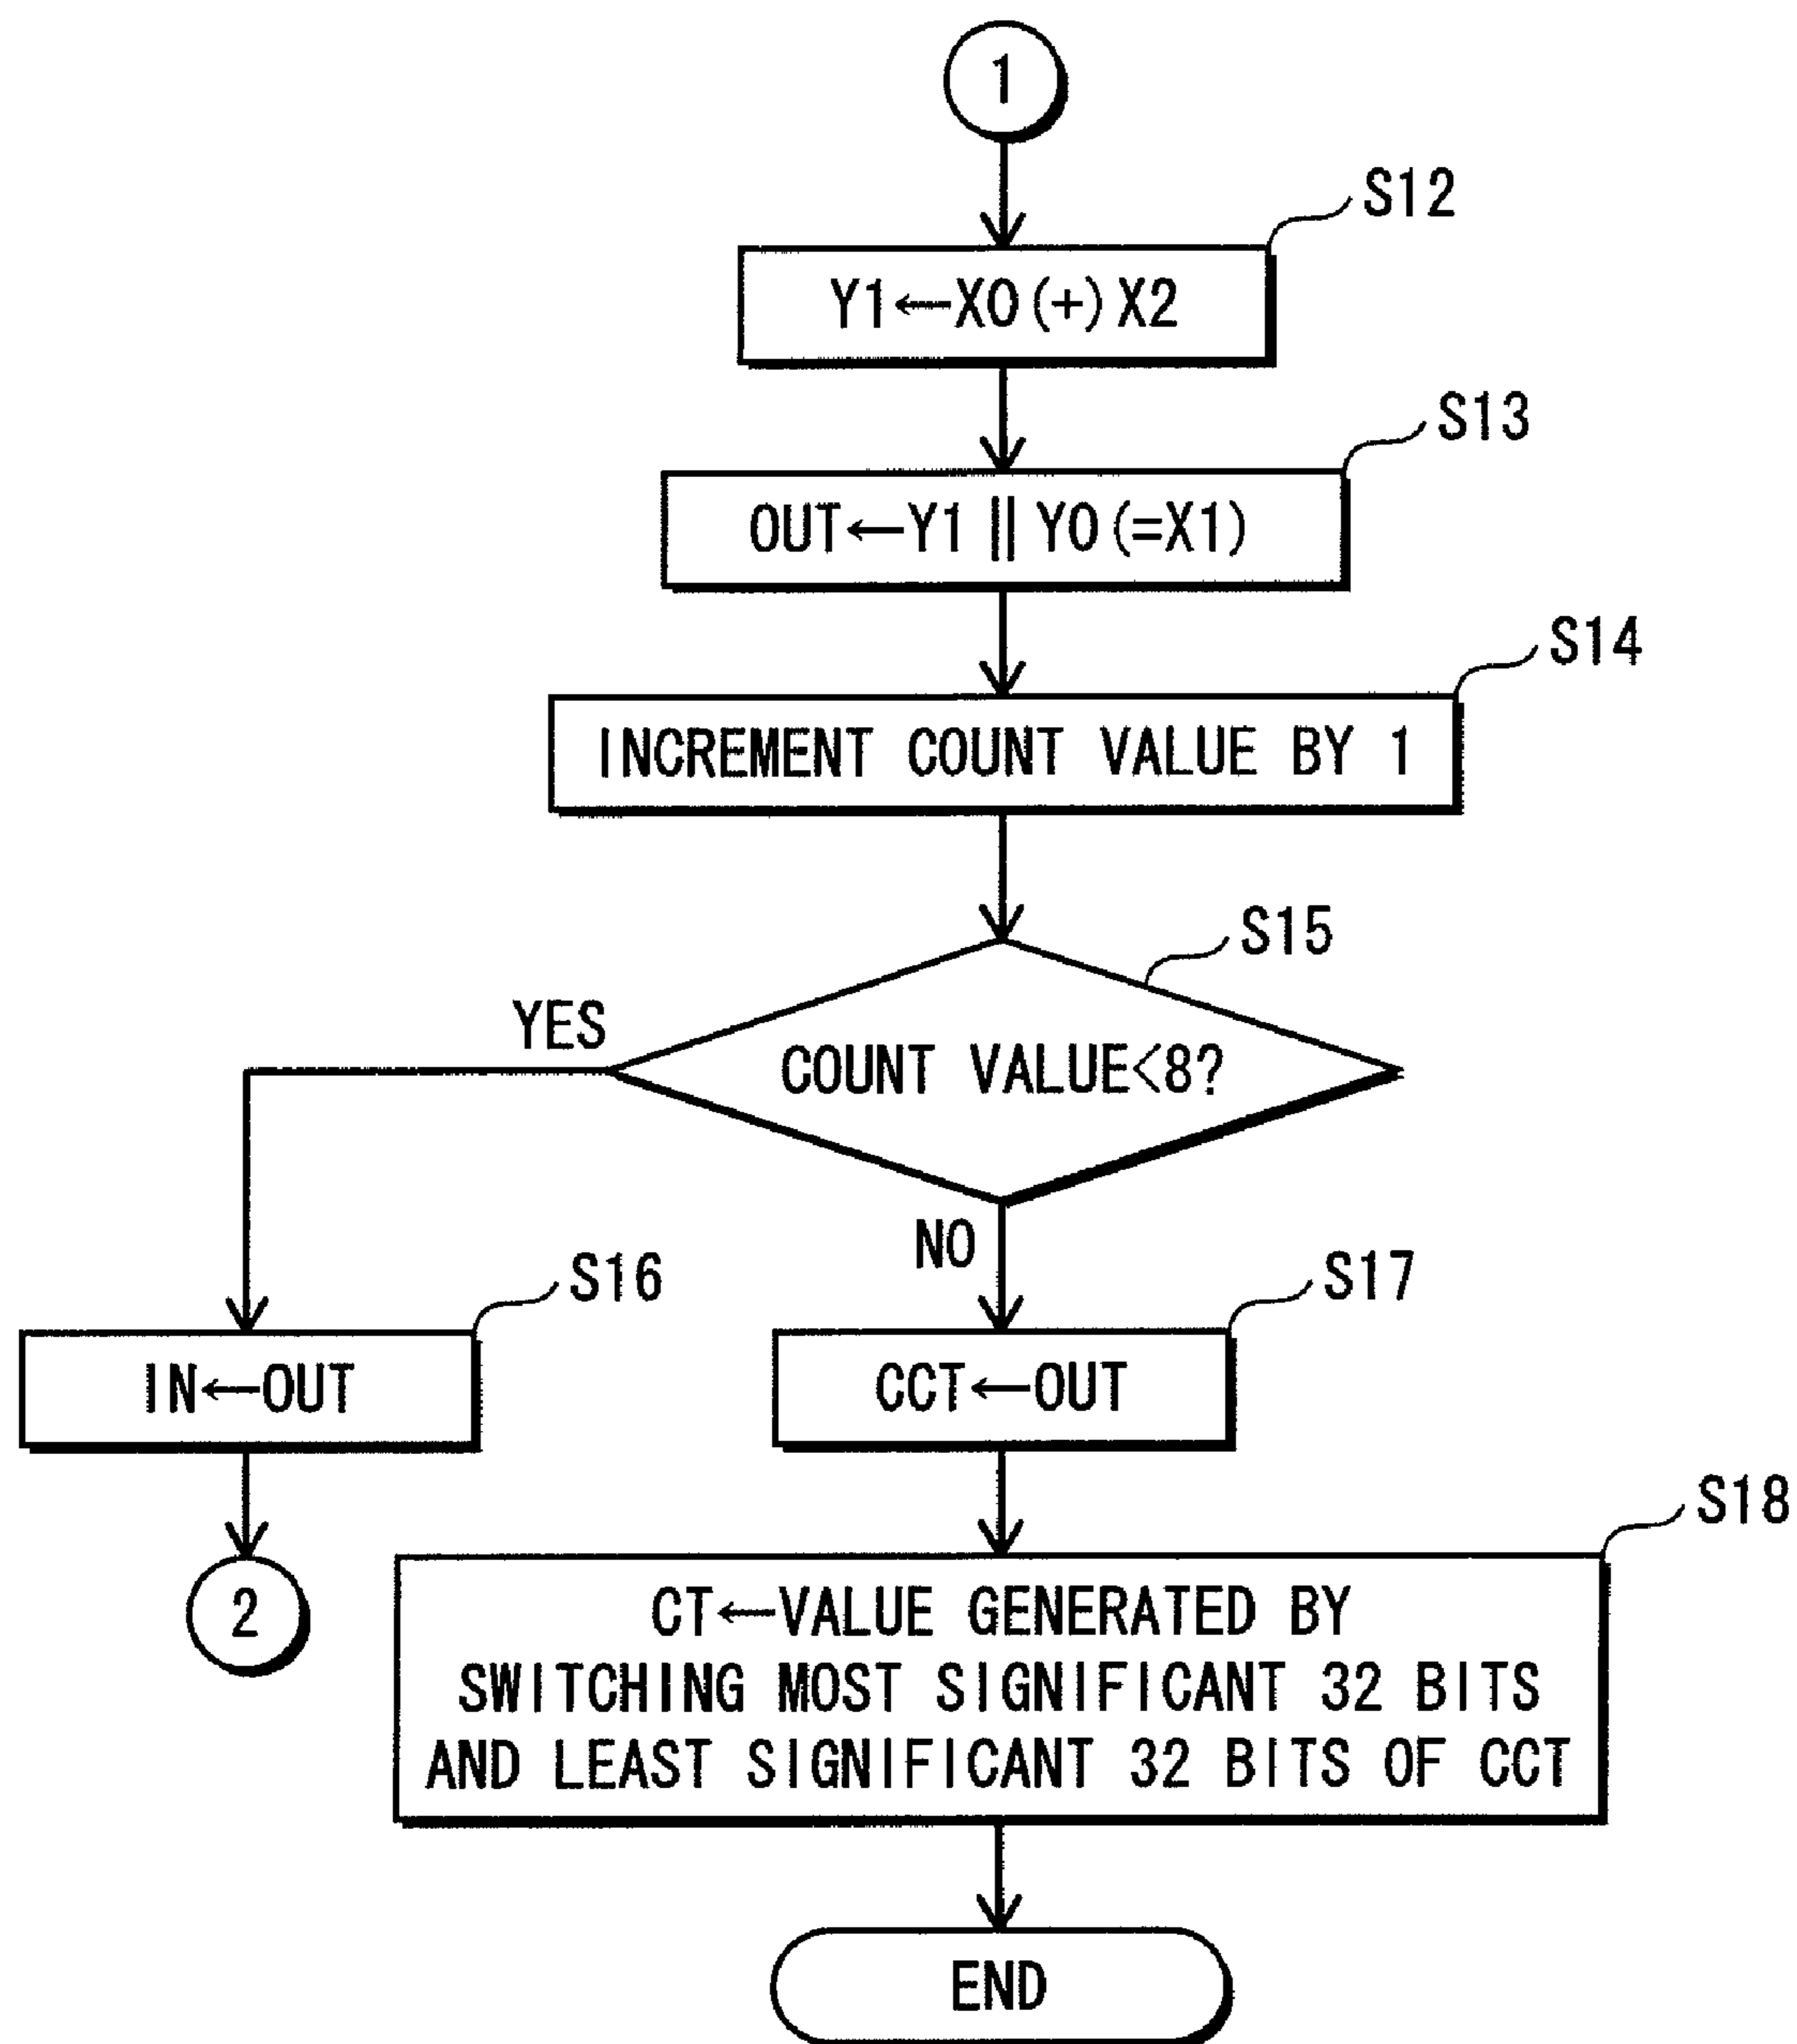 1
S12
Y1←X0(+)X2
S13
OUT←Y1||Y0(=X1)
S14
INCREMENT COUNT VALUE BY 1
S15
YES
COUNT VALUE<8?
NO
S16
S17
IN←OUT
CCT←OUT
S18
2
CT←VALUE GENERATED BY
SWITCHING MOST SIGNIFICANT 32 BITS
AND LEAST SIGNIFICANT 32 BITS OF CCT
END